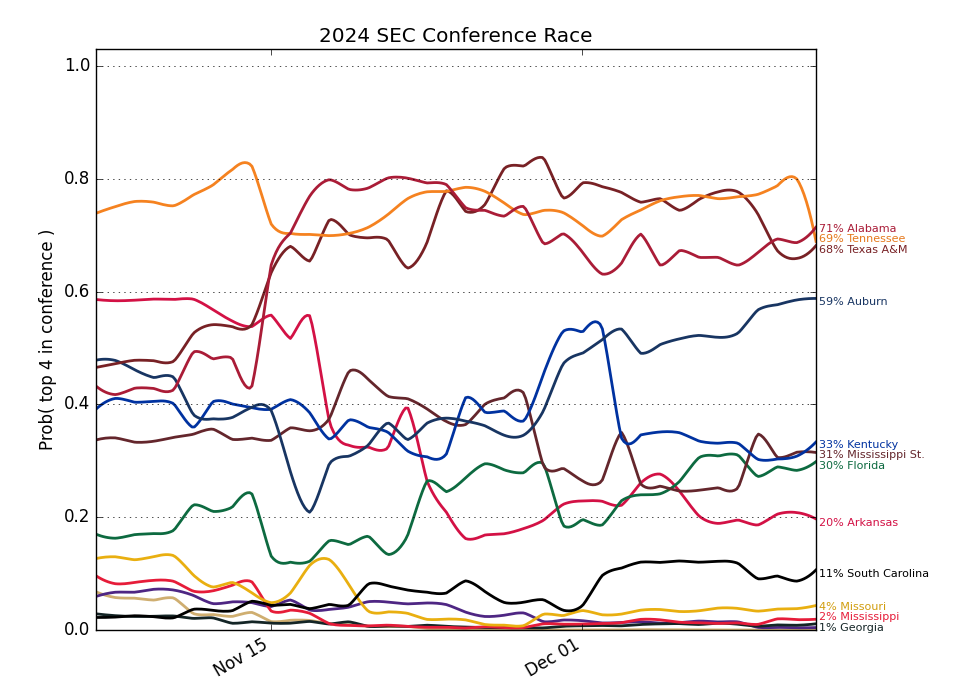 2024 SEC Conference Race
Prob( top 4 in conference )
1.0
0.8
0.6
0.4
0.2
0.0
Nov 15
Dec 01
71% Alabama
69% Tennessee
68% Texas A&M
59% Auburn
33% Kentucky
31% Mississippi St.
30% Florida
20% Arkansas
11% South Carolina
4% Missouri
2% Mississippi
1% Georgia